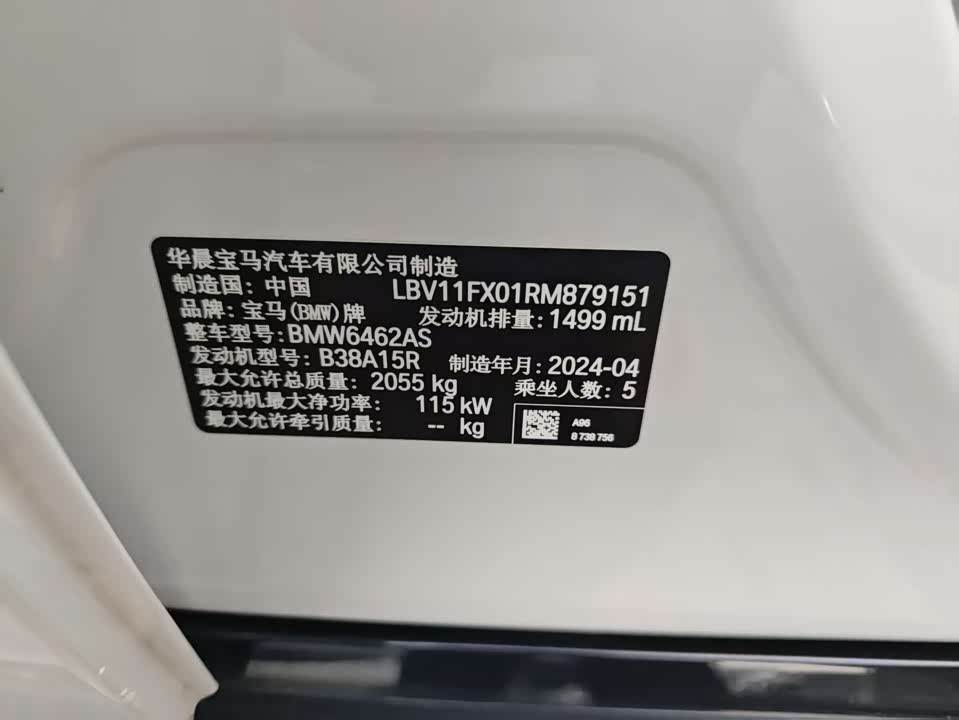 华晨宝马汽车有限公司制造
制造国: 中国 LBV11FX01RM879151
品牌: 宝马(BMW)牌 发动机排量: 1499 mL
整车型号: BMW6462AS
发动机型号: B38A15R 制造年月: 2024-04
最大允许总质量: 2055 kg 乘坐人数: 5
发动机最大净功率: 115 kW
最大允许牵引质量: -- kg
A96
8 738 756